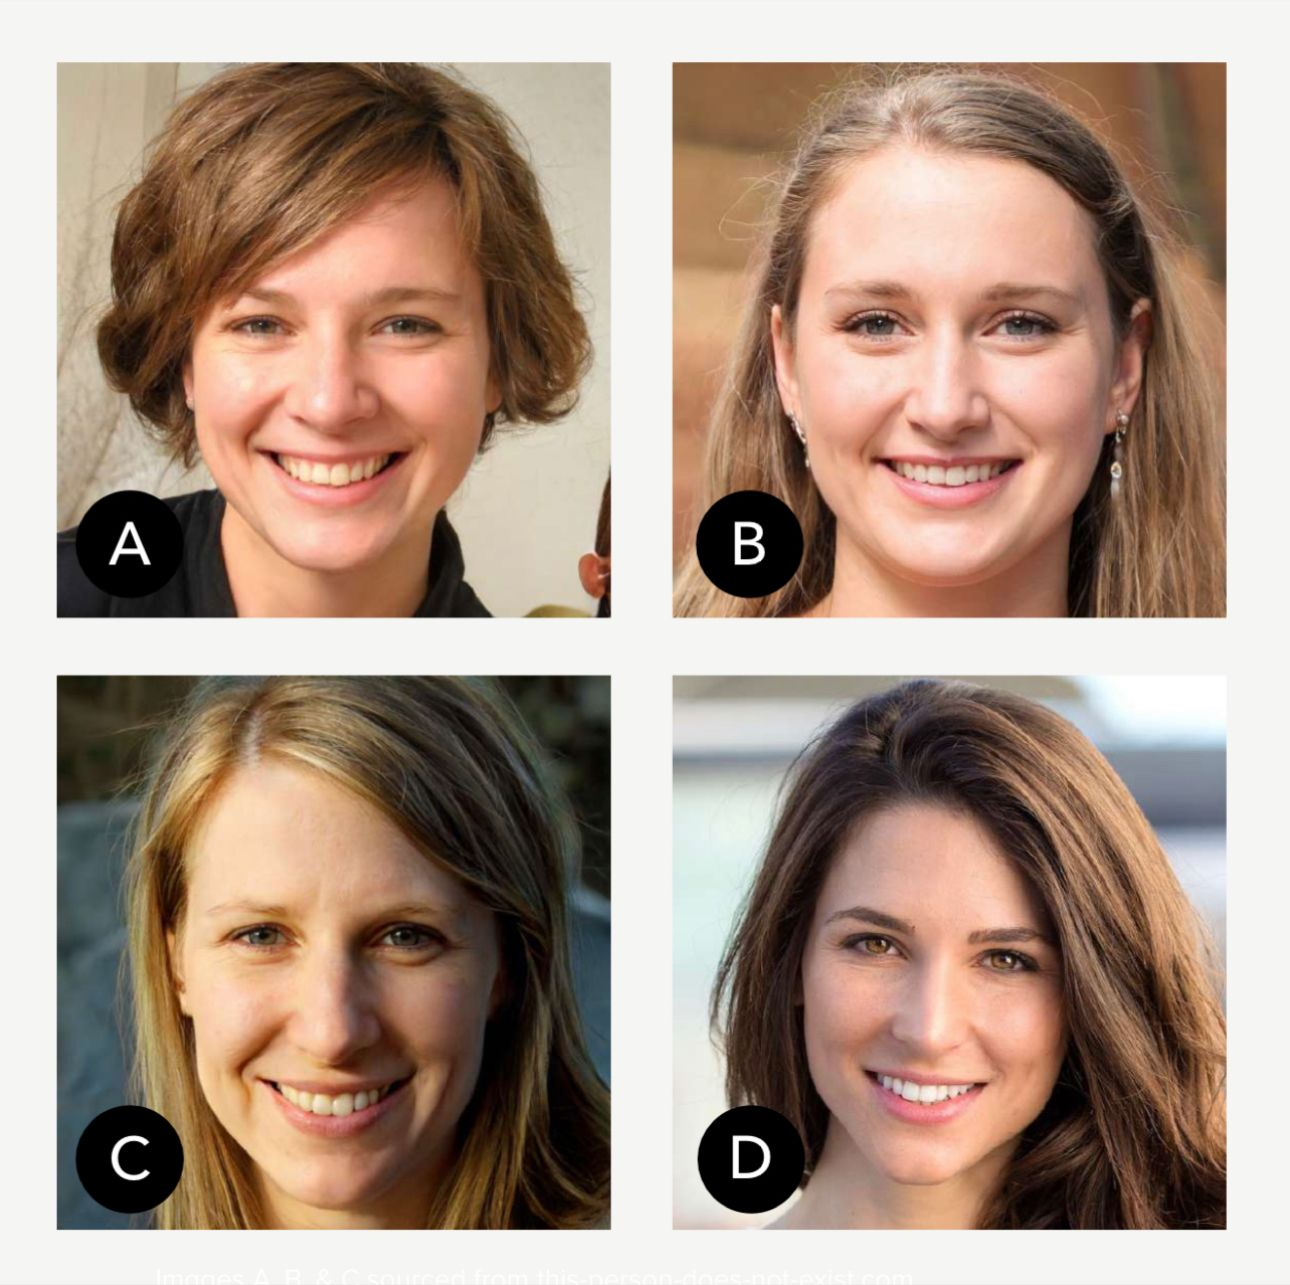 A
B
C
D
Images A, B, & C sourced from this-person-does-not-exist.com